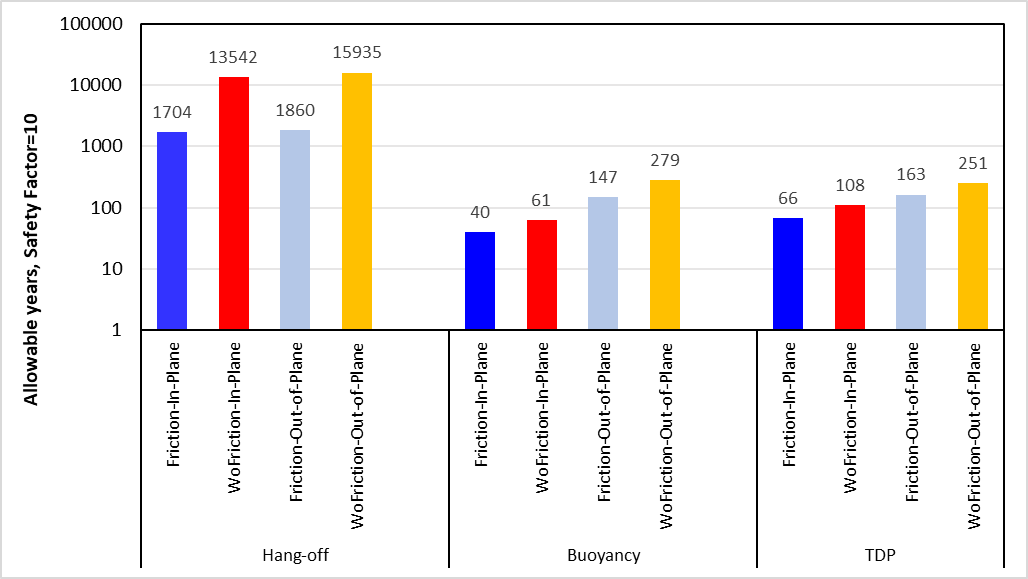 Allowable years, Safety Factor=10
100000
10000
1000
100
10
1
1704
13542
1860
15935
40
61
147
279
66
108
163
251
Friction-In-Plane
WoFriction-In-Plane
Friction-Out-of-Plane
WoFriction-Out-of-Plane
Friction-In-Plane
WoFriction-In-Plane
Friction-Out-of-Plane
WoFriction-Out-of-Plane
Friction-In-Plane
WoFriction-In-Plane
Friction-Out-of-Plane
WoFriction-Out-of-Plane
Hang-off
Buoyancy
TDP